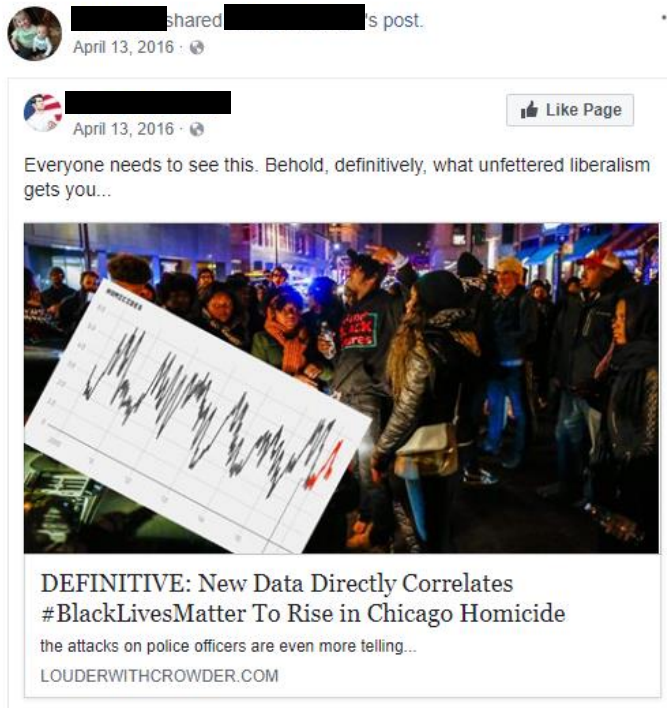 shared 's post.
April 13, 2016 ·
Like Page
April 13, 2016 ·
Everyone needs to see this. Behold, definitively, what unfettered liberalism
gets you...
HOMICIDES
DEFINITIVE: New Data Directly Correlates
#BlackLivesMatter To Rise in Chicago Homicide
the attacks on police officers are even more telling...
LOUDERWITHCROWDER.COM